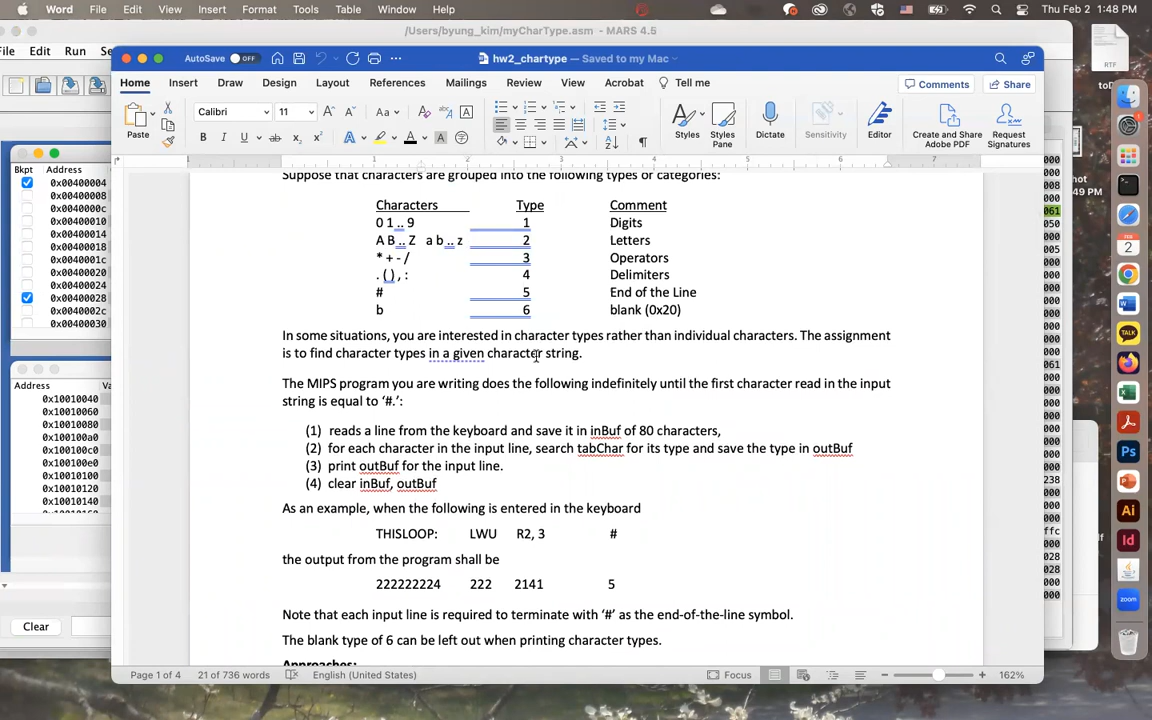 Word File Edit View Insert Format Tools Table Window Help Thu Feb 2 1:48 PM
/Users/byung_kim/myCharType.asm - MARS 4.5
File Edit Run
AutoSave OFF hw2_chartype — Saved to my Mac
Home Insert Draw Design Layout References Mailings Review View Acrobat Tell me Comments Share
Calibri 11
Paste Styles Styles Pane Dictate Sensitivity Editor Create and Share Adobe PDF Request Signatures
RTF
1 1 2 3 4 5 6 7
Bkpt Address
0x00400004
0x00400008
0x0040000c
0x00400010
0x00400014
0x00400018
0x0040001c
0x00400020
0x00400024
0x00400028
0x0040002c
0x00400030
Address
0x10010040
0x10010060
0x10010080
0x100100a0
0x100100c0
0x100100e0
0x10010100
0x10010120
0x10010140
Clear
Suppose that characters are grouped into the following types or categories:
Characters Type Comment
0 1 .. 9 1 Digits
A B .. Z a b .. z 2 Letters
* + - / 3 Operators
. ( ) , : 4 Delimiters
# 5 End of the Line
b 6 blank (0x20)
In some situations, you are interested in character types rather than individual characters. The assignment
is to find character types in a given character string.
The MIPS program you are writing does the following indefinitely until the first character read in the input
string is equal to ‘#.’:
(1) reads a line from the keyboard and save it in inBuf of 80 characters,
(2) for each character in the input line, search tabChar for its type and save the type in outBuf
(3) print outBuf for the input line.
(4) clear inBuf, outBuf
As an example, when the following is entered in the keyboard
THISLOOP: LWU R2, 3 #
the output from the program shall be
222222224 222 2141 5
Note that each input line is required to terminate with ‘#’ as the end-of-the-line symbol.
The blank type of 6 can be left out when printing character types.
Approaches:
Page 1 of 4 21 of 736 words English (United States) Focus 162%